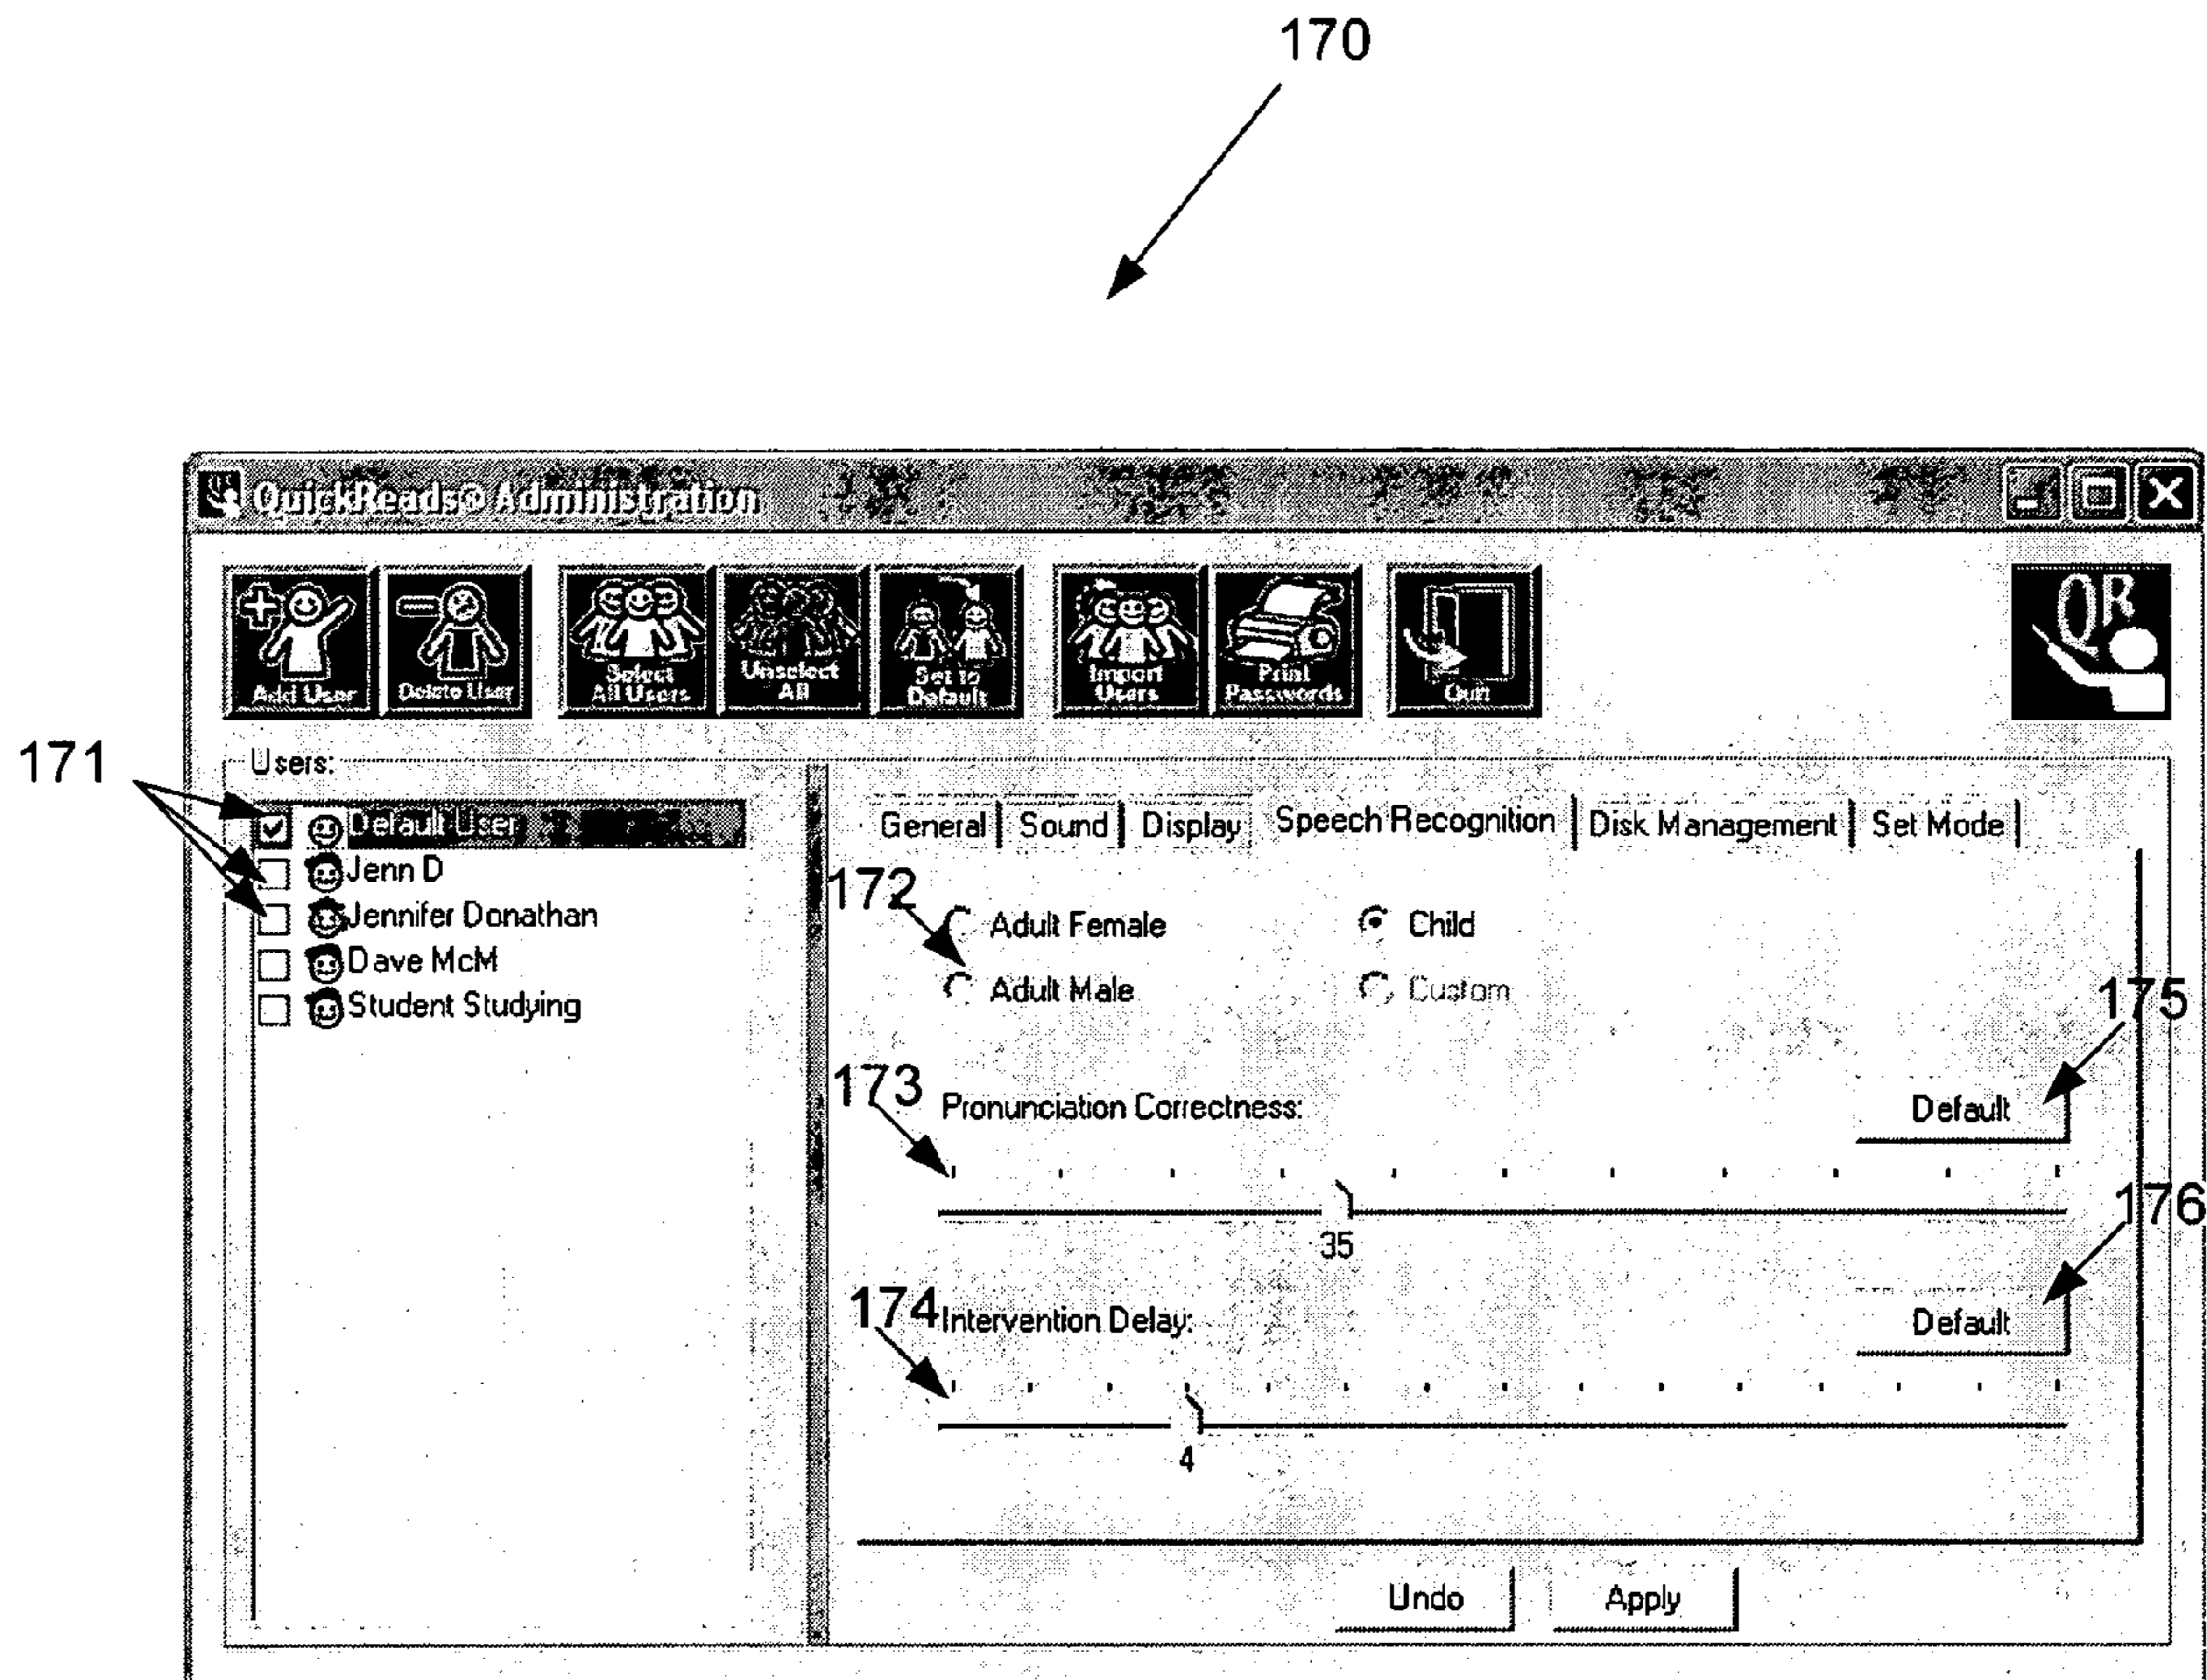 170
QuickReads® Administration
Add User Delete User Select All Users Unselect All Set to Default Import Users Print Passwords Quit QR
171
Users:
Default User
Jenn D
Jennifer Donathan
Dave McM
Student Studying
General Sound Display Speech Recognition Disk Management Set Mode
172
Adult Female Child
Adult Male Custom
175
173
Pronunciation Correctness: Default
176
35
174
Intervention Delay: Default
4
Undo Apply